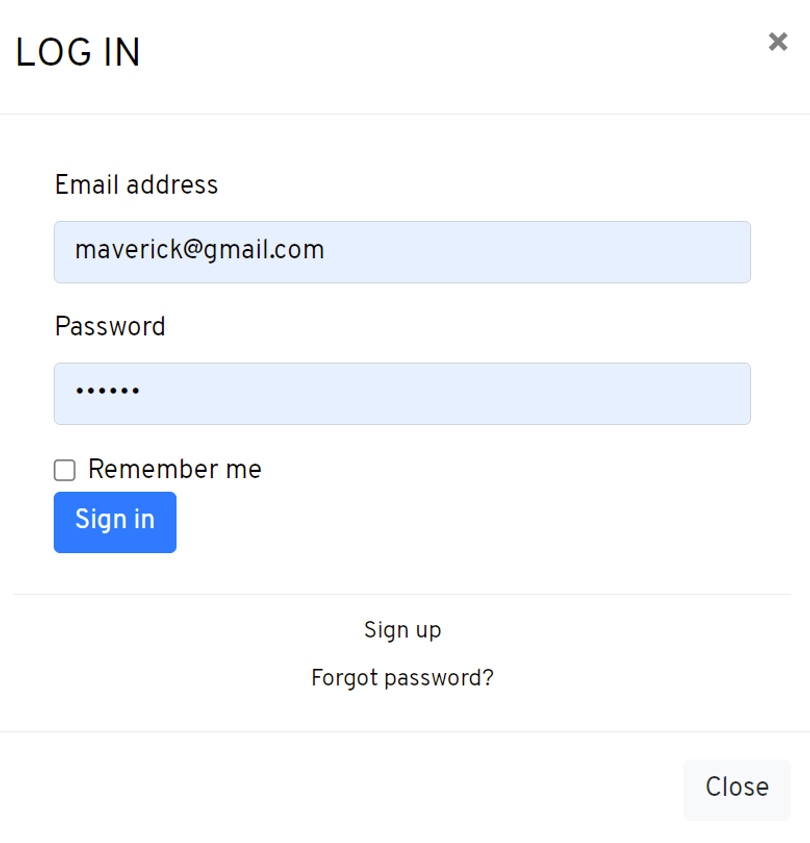 LOG IN
Email address
maverick@gmail.com
Password
••••••
Remember me
Sign in
Sign up
Forgot password?
Close